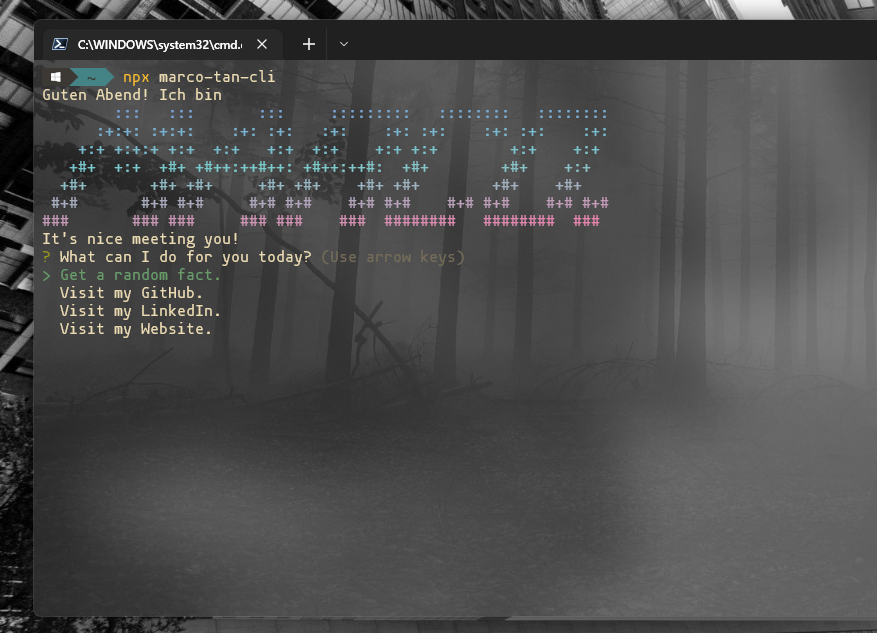 C:\WINDOWS\system32\cmd.
~ npx marco-tan-cli
Guten Abend! Ich bin
MARCO!
It's nice meeting you!
? What can I do for you today? (Use arrow keys)
> Get a random fact.
Visit my GitHub.
Visit my LinkedIn.
Visit my Website.